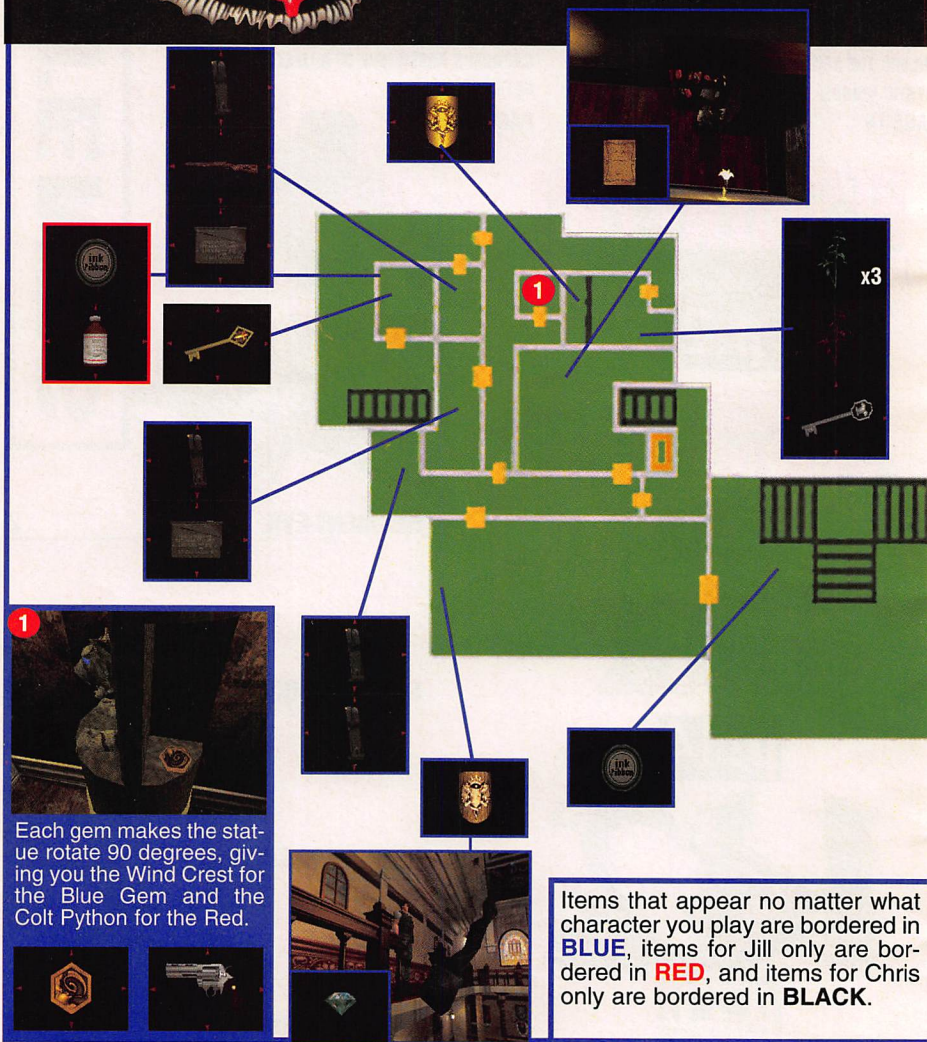 ink
Ribbon
1
x3
1
Each gem makes the stat-
ue rotate 90 degrees, giv-
ing you the Wind Crest for
the Blue Gem and the
Colt Python for the Red.
ink
Ribbon
Items that appear no matter what
character you play are bordered in
BLUE, items for Jill only are bor-
dered in RED, and items for Chris
only are bordered in BLACK.